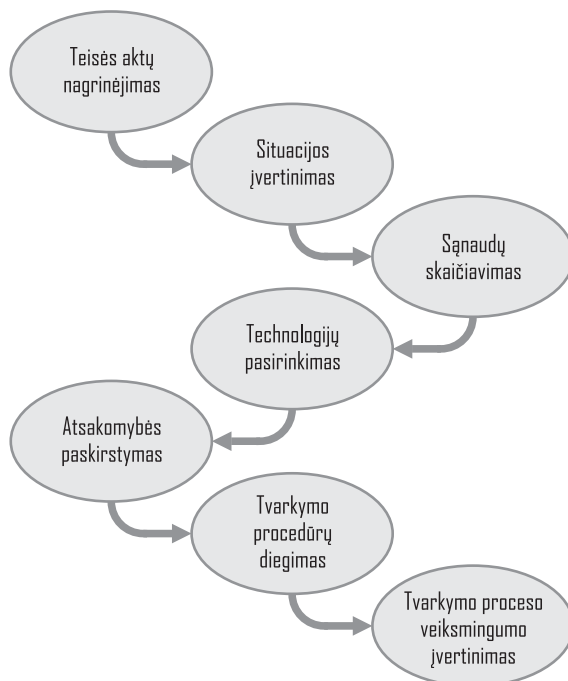 Teisės aktų
nagrinėjimas
Situacijos
įvertinimas
Sąnaudų
skaičiavimas
Technologijų
pasirinkimas
Atsakomybės
paskirstymas
Tvarkymo
procedūrų
diegimas
Tvarkymo proceso
veiksmingumo
įvertinimas